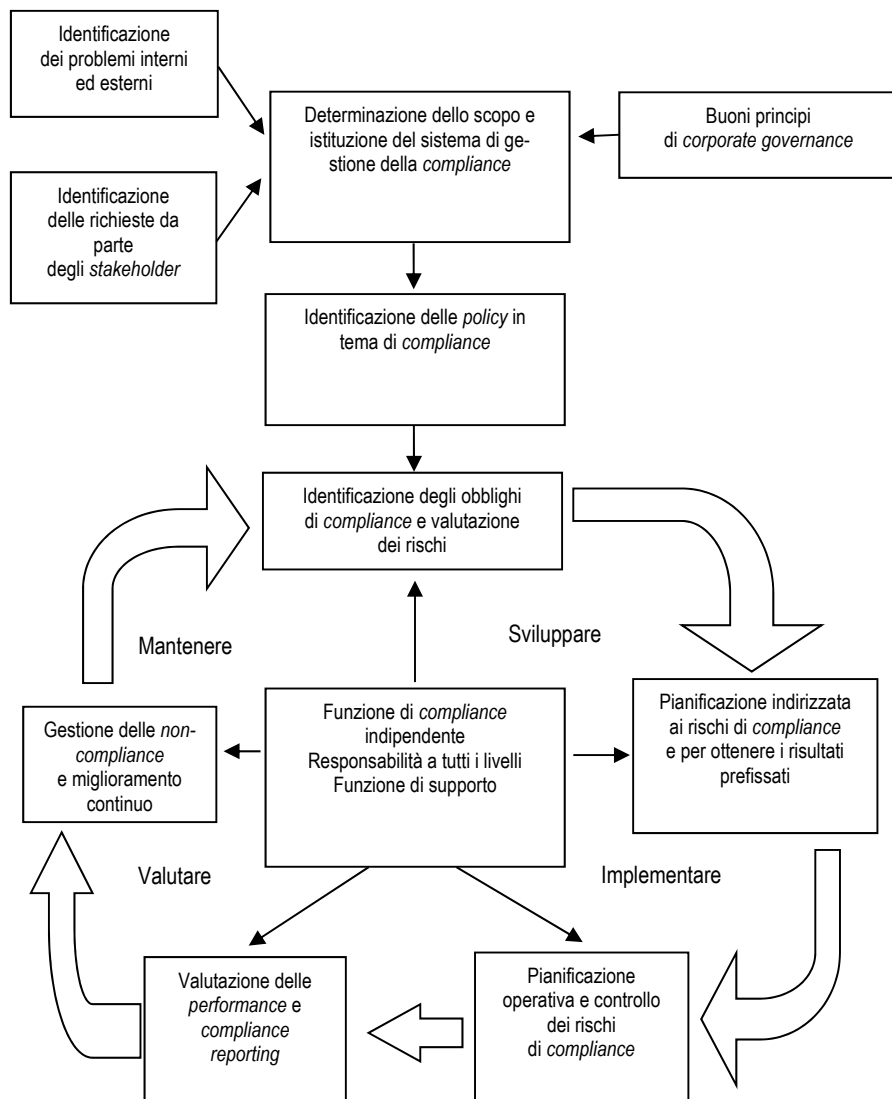 Identificazione
dei problemi interni
ed esterni
Determinazione dello scopo e
istituzione del sistema di ge-
stione della compliance
Buoni principi
di corporate governance
Identificazione
delle richieste da
parte
degli stakeholder
Identificazione delle policy in
tema di compliance
Identificazione degli obblighi
di compliance e valutazione
dei rischi
Mantenere
Sviluppare
Gestione delle non-
compliance
e miglioramento
continuo
Funzione di compliance
indipendente
Responsabilità a tutti i livelli
Funzione di supporto
Pianificazione indirizzata
ai rischi di compliance
e per ottenere i risultati
prefissati
Valutare
Implementare
Valutazione delle
performance e
compliance
reporting
Pianificazione
operativa e controllo
dei rischi
di compliance